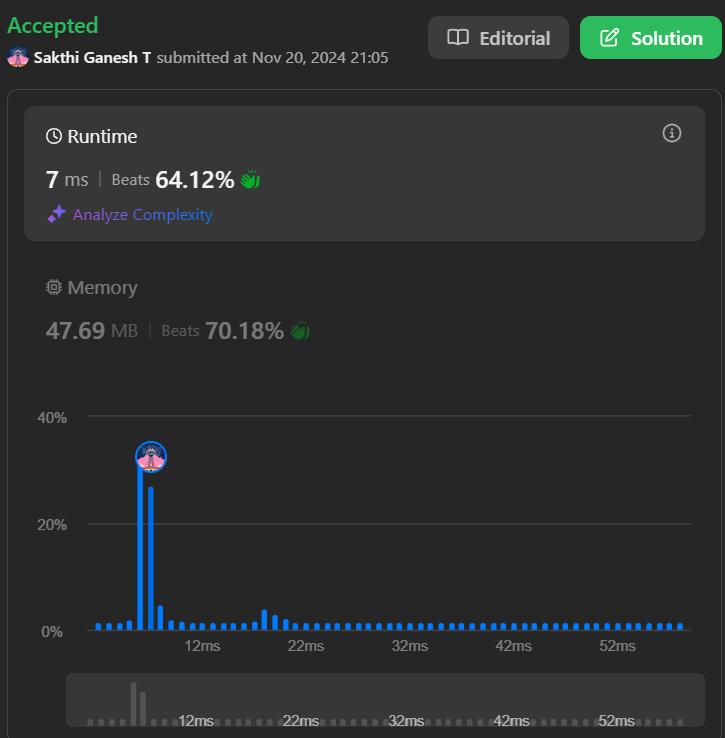 Accepted
Editorial
Solution
Sakthi Ganesh T submitted at Nov 20, 2024 21:05
Runtime
7 ms | Beats 64.12%
Analyze Complexity
Memory
47.69 MB | Beats 70.18%
40%
20%
0%
12ms 22ms 32ms 42ms 52ms
12ms 22ms 32ms 42ms 52ms